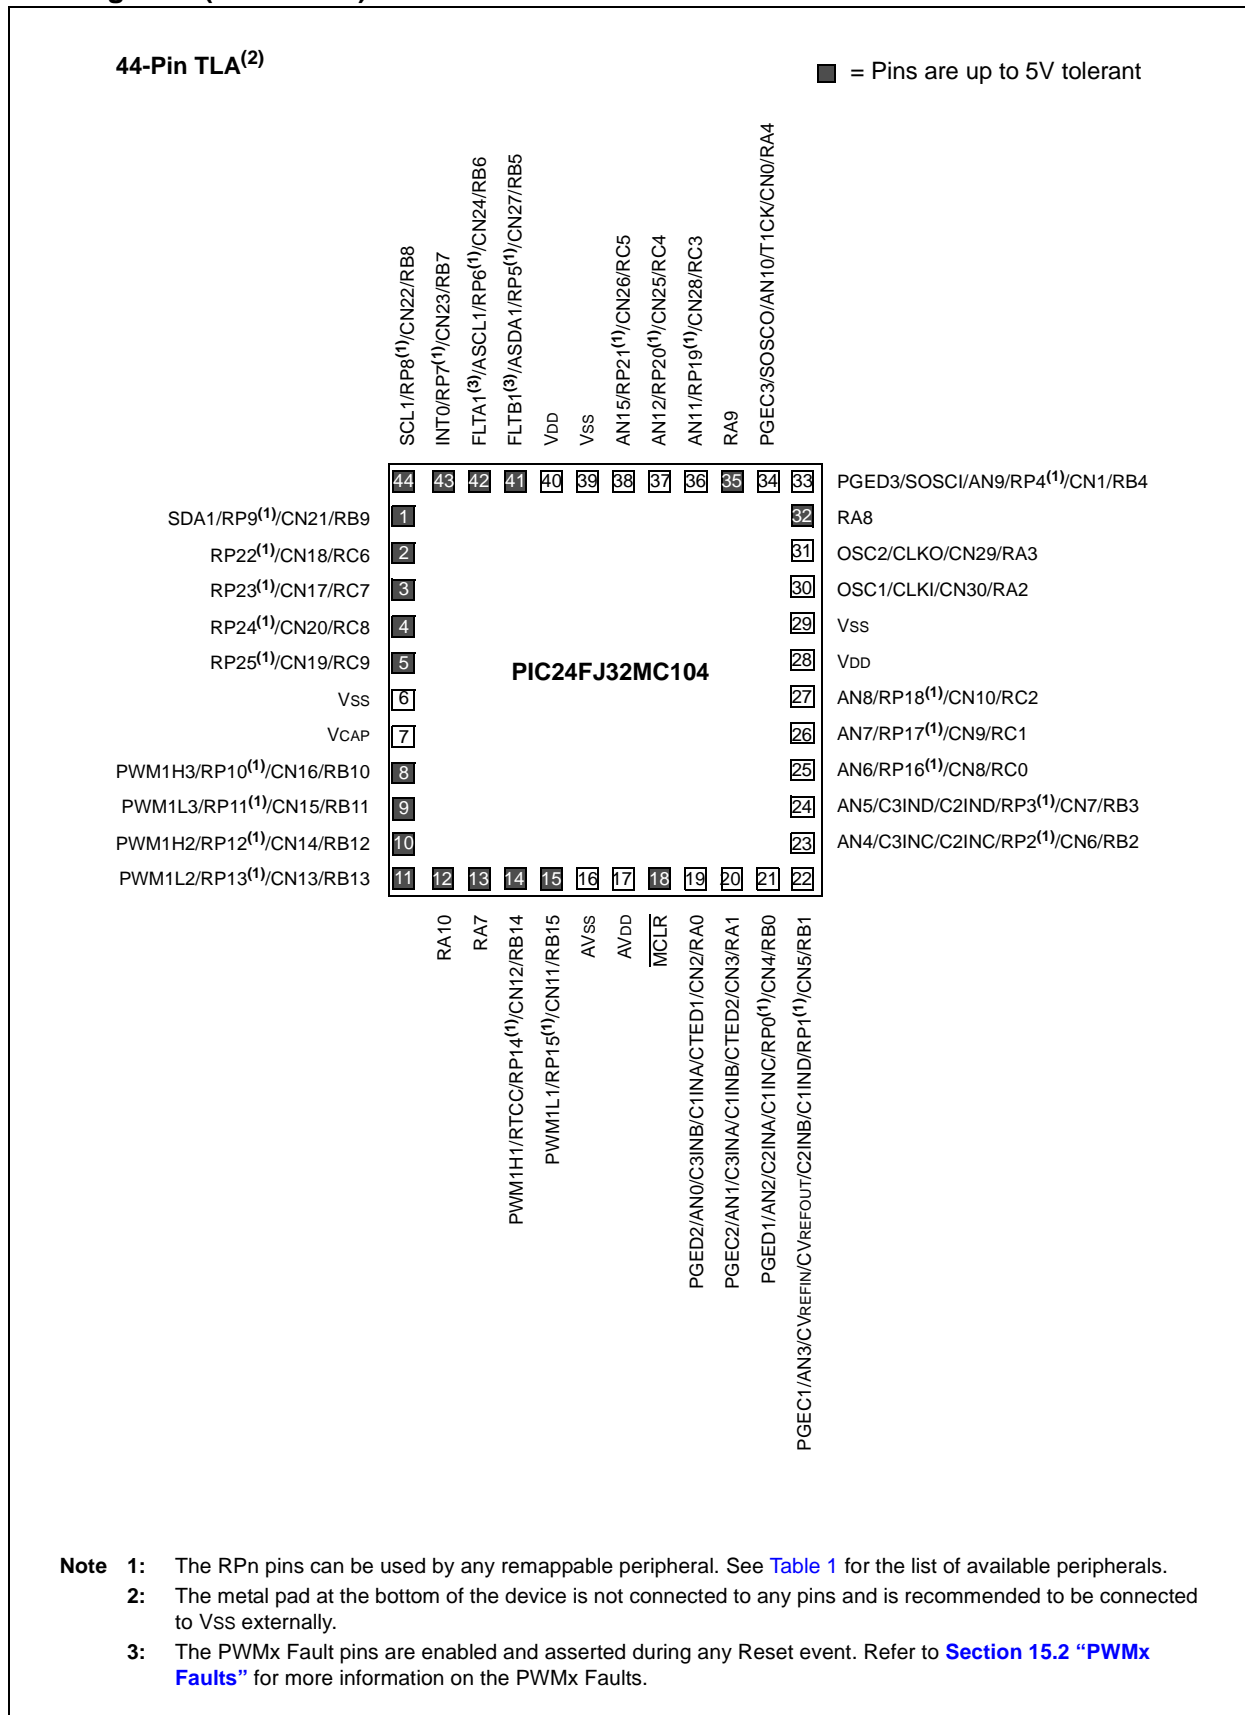 44-Pin TLA(2)
= Pins are up to 5V tolerant
SCL1/RP8(1)/CN22/RB8
INT0/RP7(1)/CN23/RB7
FLTA1(3)/ASCL1/RP6(1)/CN24/RB6
FLTB1(3)/ASDA1/RP5(1)/CN27/RB5
VDD
VSS
AN15/RP21(1)/CN26/RC5
AN12/RP20(1)/CN25/RC4
AN11/RP19(1)/CN28/RC3
RA9
PGEC3/SOSCO/AN10/T1CK/CN0/RA4
44 43 42 41 40 39 38 37 36 35 34 33 PGED3/SOSCI/AN9/RP4(1)/CN1/RB4
SDA1/RP9(1)/CN21/RB9 1 32 RA8
RP22(1)/CN18/RC6 2 31 OSC2/CLKO/CN29/RA3
RP23(1)/CN17/RC7 3 30 OSC1/CLKI/CN30/RA2
RP24(1)/CN20/RC8 4 29 VSS
RP25(1)/CN19/RC9 5 PIC24FJ32MC104 28 VDD
VSS 6 27 AN8/RP18(1)/CN10/RC2
VCAP 7 26 AN7/RP17(1)/CN9/RC1
PWM1H3/RP10(1)/CN16/RB10 8 25 AN6/RP16(1)/CN8/RC0
PWM1L3/RP11(1)/CN15/RB11 9 24 AN5/C3IND/C2IND/RP3(1)/CN7/RB3
PWM1H2/RP12(1)/CN14/RB12 10 23 AN4/C3INC/C2INC/RP2(1)/CN6/RB2
PWM1L2/RP13(1)/CN13/RB13 11 12 13 14 15 16 17 18 19 20 21 22
RA10
RA7
PWM1H1/RTCC/RP14(1)/CN12/RB14
PWM1L1/RP15(1)/CN11/RB15
AVSS
AVDD
MCLR
PGED2/AN0/C3INB/C1INA/CTED1/CN2/RA0
PGEC2/AN1/C3INA/C1INB/CTED2/CN3/RA1
PGED1/AN2/C2INA/C1INC/RP0(1)/CN4/RB0
PGEC1/AN3/CVREFIN/CVREFOUT/C2INB/C1IND/RP1(1)/CN5/RB1
Note 1: The RPn pins can be used by any remappable peripheral. See Table 1 for the list of available peripherals.
2: The metal pad at the bottom of the device is not connected to any pins and is recommended to be connected
to VSS externally.
3: The PWMx Fault pins are enabled and asserted during any Reset event. Refer to Section 15.2 “PWMx
Faults” for more information on the PWMx Faults.